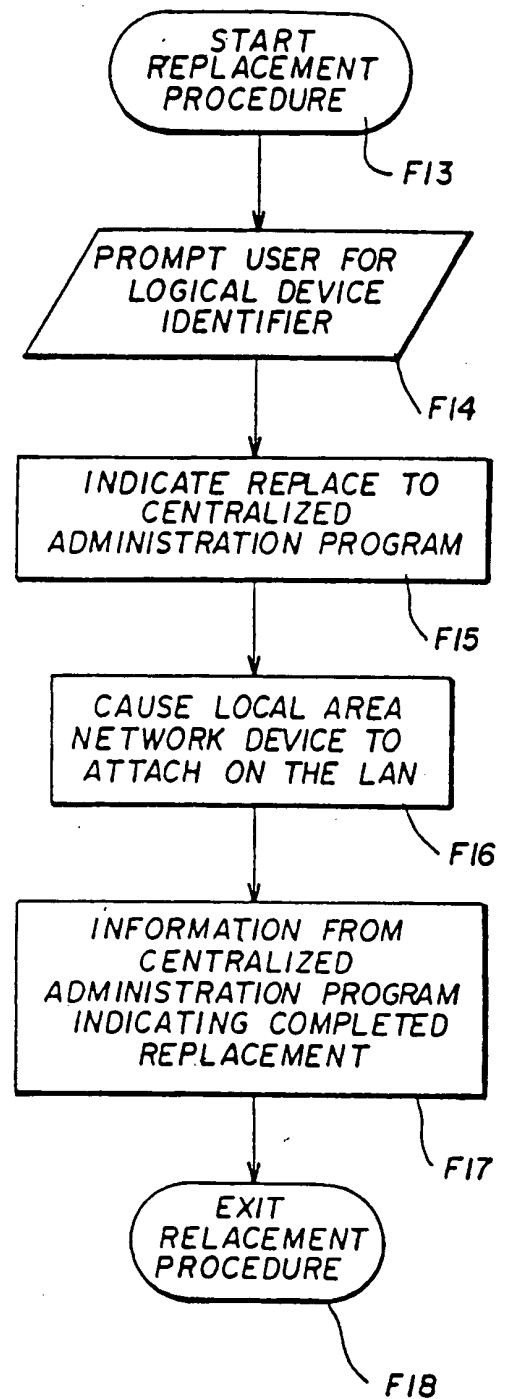 START
REPLACEMENT
PROCEDURE
F13
PROMPT USER FOR
LOGICAL DEVICE
IDENTIFIER
F14
INDICATE REPLACE TO
CENTRALIZED
ADMINISTRATION PROGRAM
F15
CAUSE LOCAL AREA
NETWORK DEVICE TO
ATTACH ON THE LAN
F16
INFORMATION FROM
CENTRALIZED
ADMINISTRATION PROGRAM
INDICATING COMPLETED
REPLACEMENT
F17
EXIT
RELACEMENT
PROCEDURE
F18